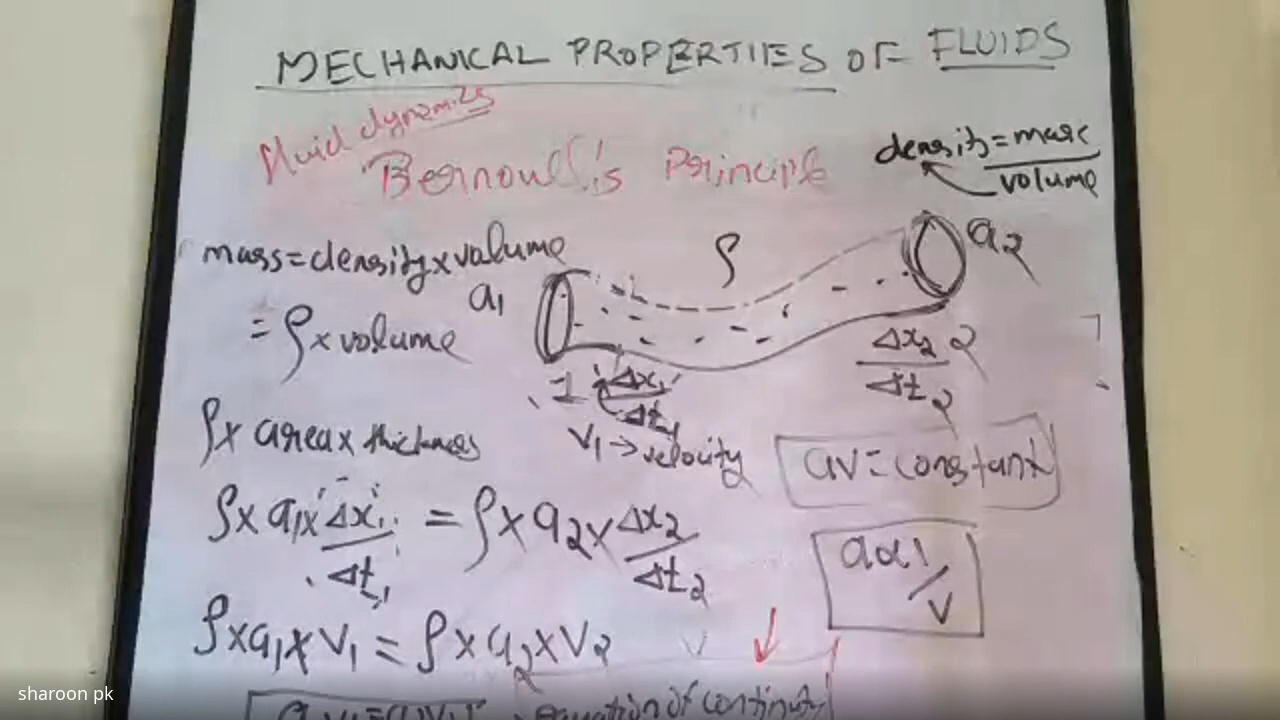 MECHANICAL PROPERTIES OF FLUIDS
fluid dynamics
Bernoulli's Principle
density = mass / volume
mass = density x volume
ρ
a₁
a₂
= ρ x volume
1 Δx₁ / Δt₁
Δx₂ / Δt₂ 2
v₁ → velocity
ρ x area x thickness
av = constant
ρ x a₁ x Δx₁ / Δt₁ = ρ x a₂ x Δx₂ / Δt₂
a α 1 / v
ρ x a₁ x v₁ = ρ x a₂ x v₂
equation of continuity
sharoon pk